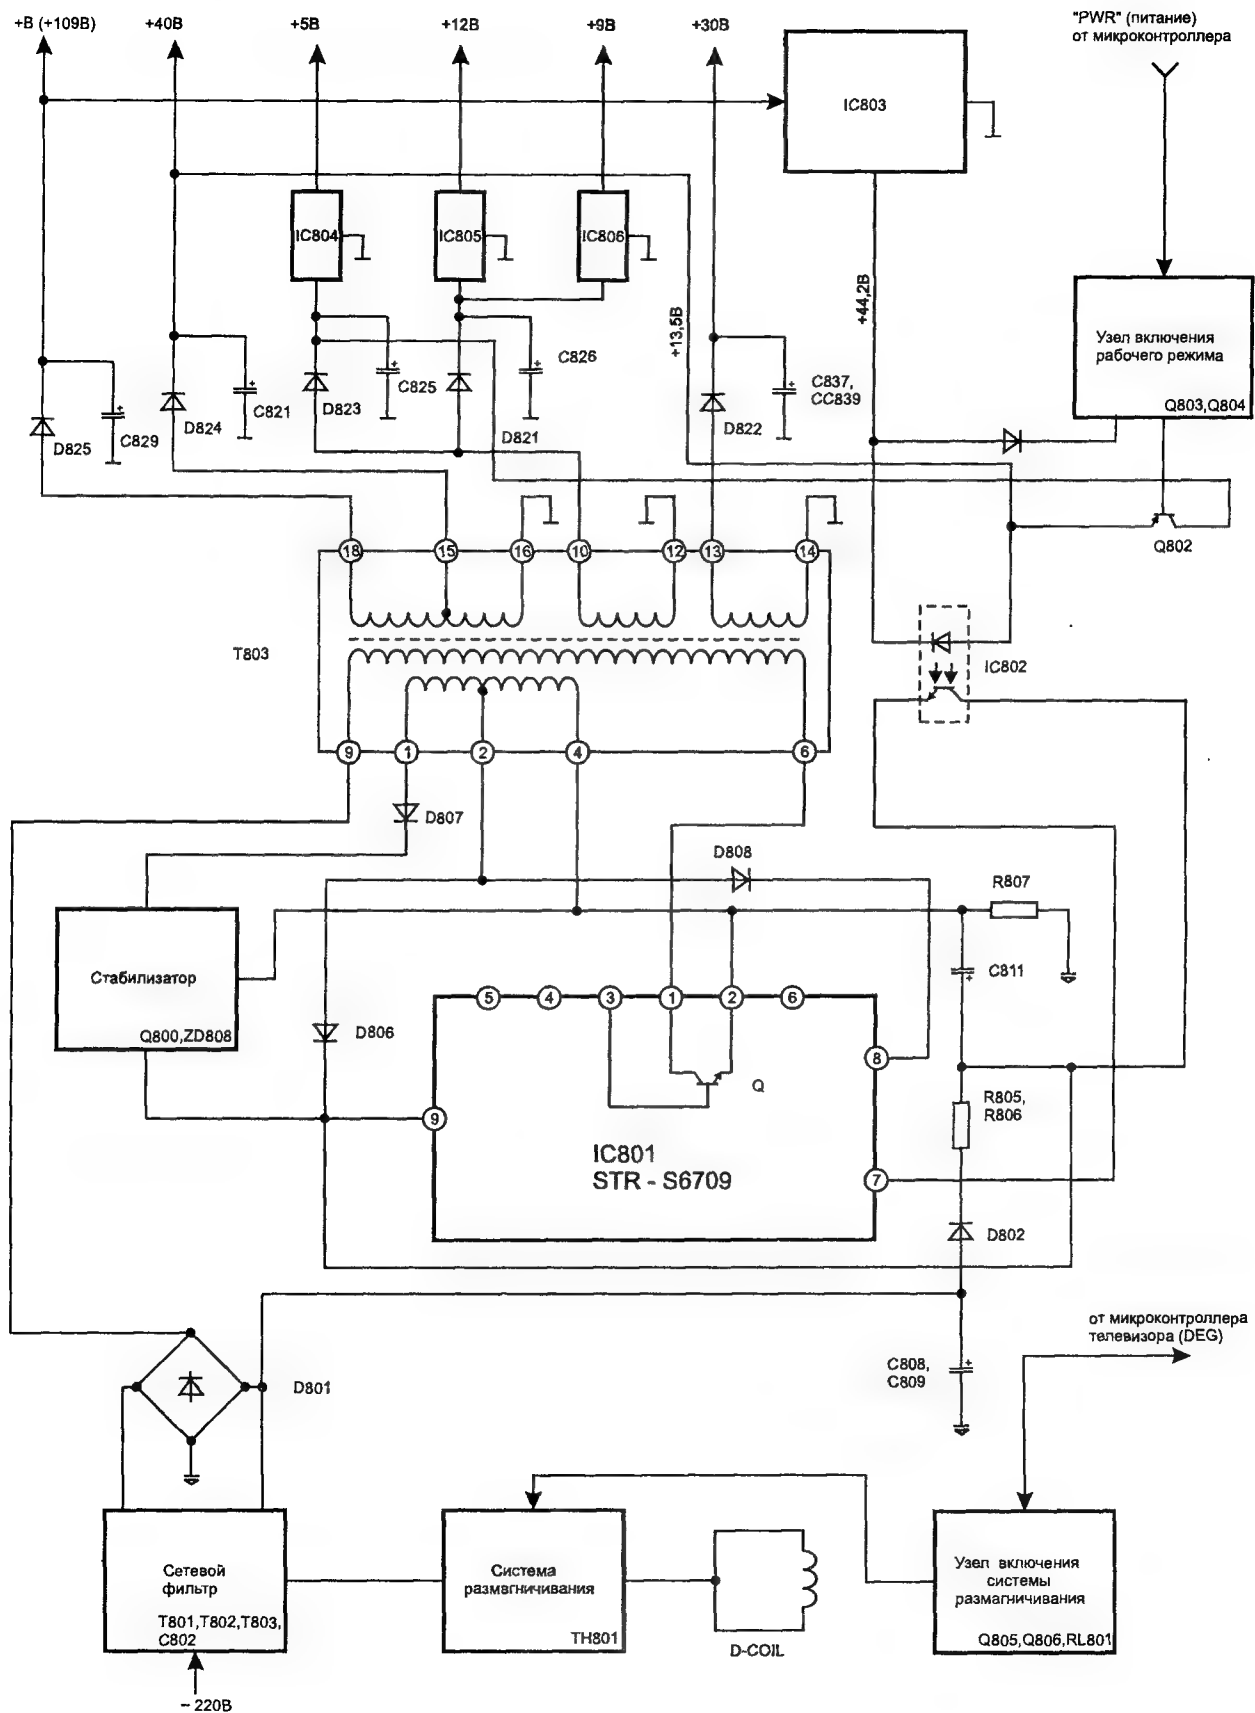 +В (+109В)
+40В
+5В
+12В
+9В
+30В
"PWR" (питание)
от микроконтроллера
IC803
IC804
IC805
IC806
+13,5В
+44,2В
Узел включения
рабочего режима
Q803,Q804
C826
C837,
CC839
C825
C821
C829
D825
D824
D823
D821
D822
Q802
18
15
16
10
12
13
14
T803
IC802
9
1
2
4
6
D807
D808
R807
C811
Стабилизатор
Q800,ZD808
D806
5
4
3
1
2
6
8
Q
9
R805,
R806
IC801
STR - S6709
7
D802
от микроконтроллера
телевизора (DEG)
C808,
C809
D801
Сетевой
фильтр
T801,T802,T803,
C802
Система
размагничивания
TH801
D-COIL
Узел включения
системы
размагничивания
Q805,Q806,RL801
~ 220В